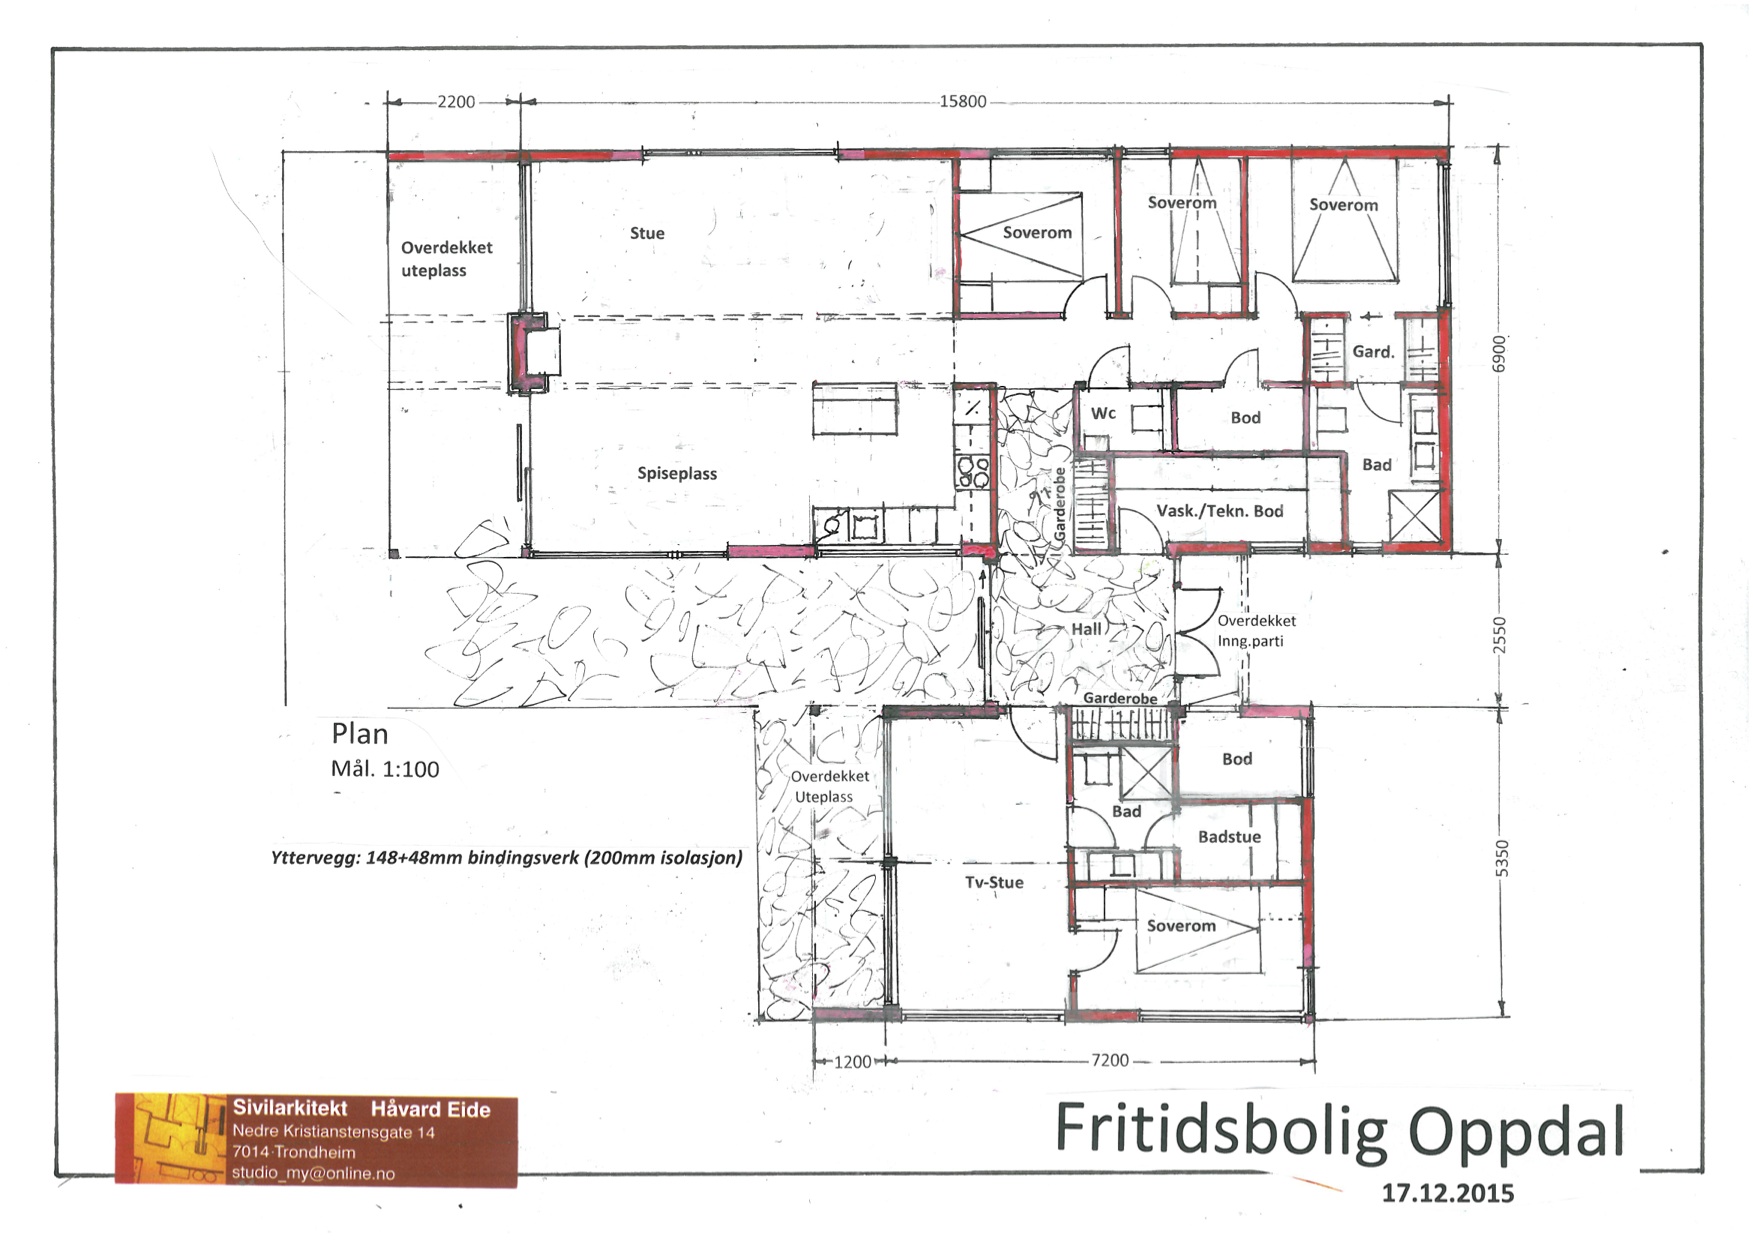 2200
15800
Overdekket
uteplass
Stue
Soverom
Soverom
Soverom
6900
Gard.
Wc
Bod
Bad
Spiseplass
Garderobe
Vask./Tekn. Bod
Hall
Overdekket
Inng.parti
2550
Garderobe
Plan
Mål. 1:100
Overdekket
Uteplass
Bod
Bad
Badstue
Yttervegg: 148+48mm bindingsverk (200mm isolasjon)
Tv-Stue
5350
Soverom
1200
7200
Sivilarkitekt Håvard Eide
Nedre Kristianstensgate 14
7014 Trondheim
studio_my@online.no
Fritidsbolig Oppdal
17.12.2015